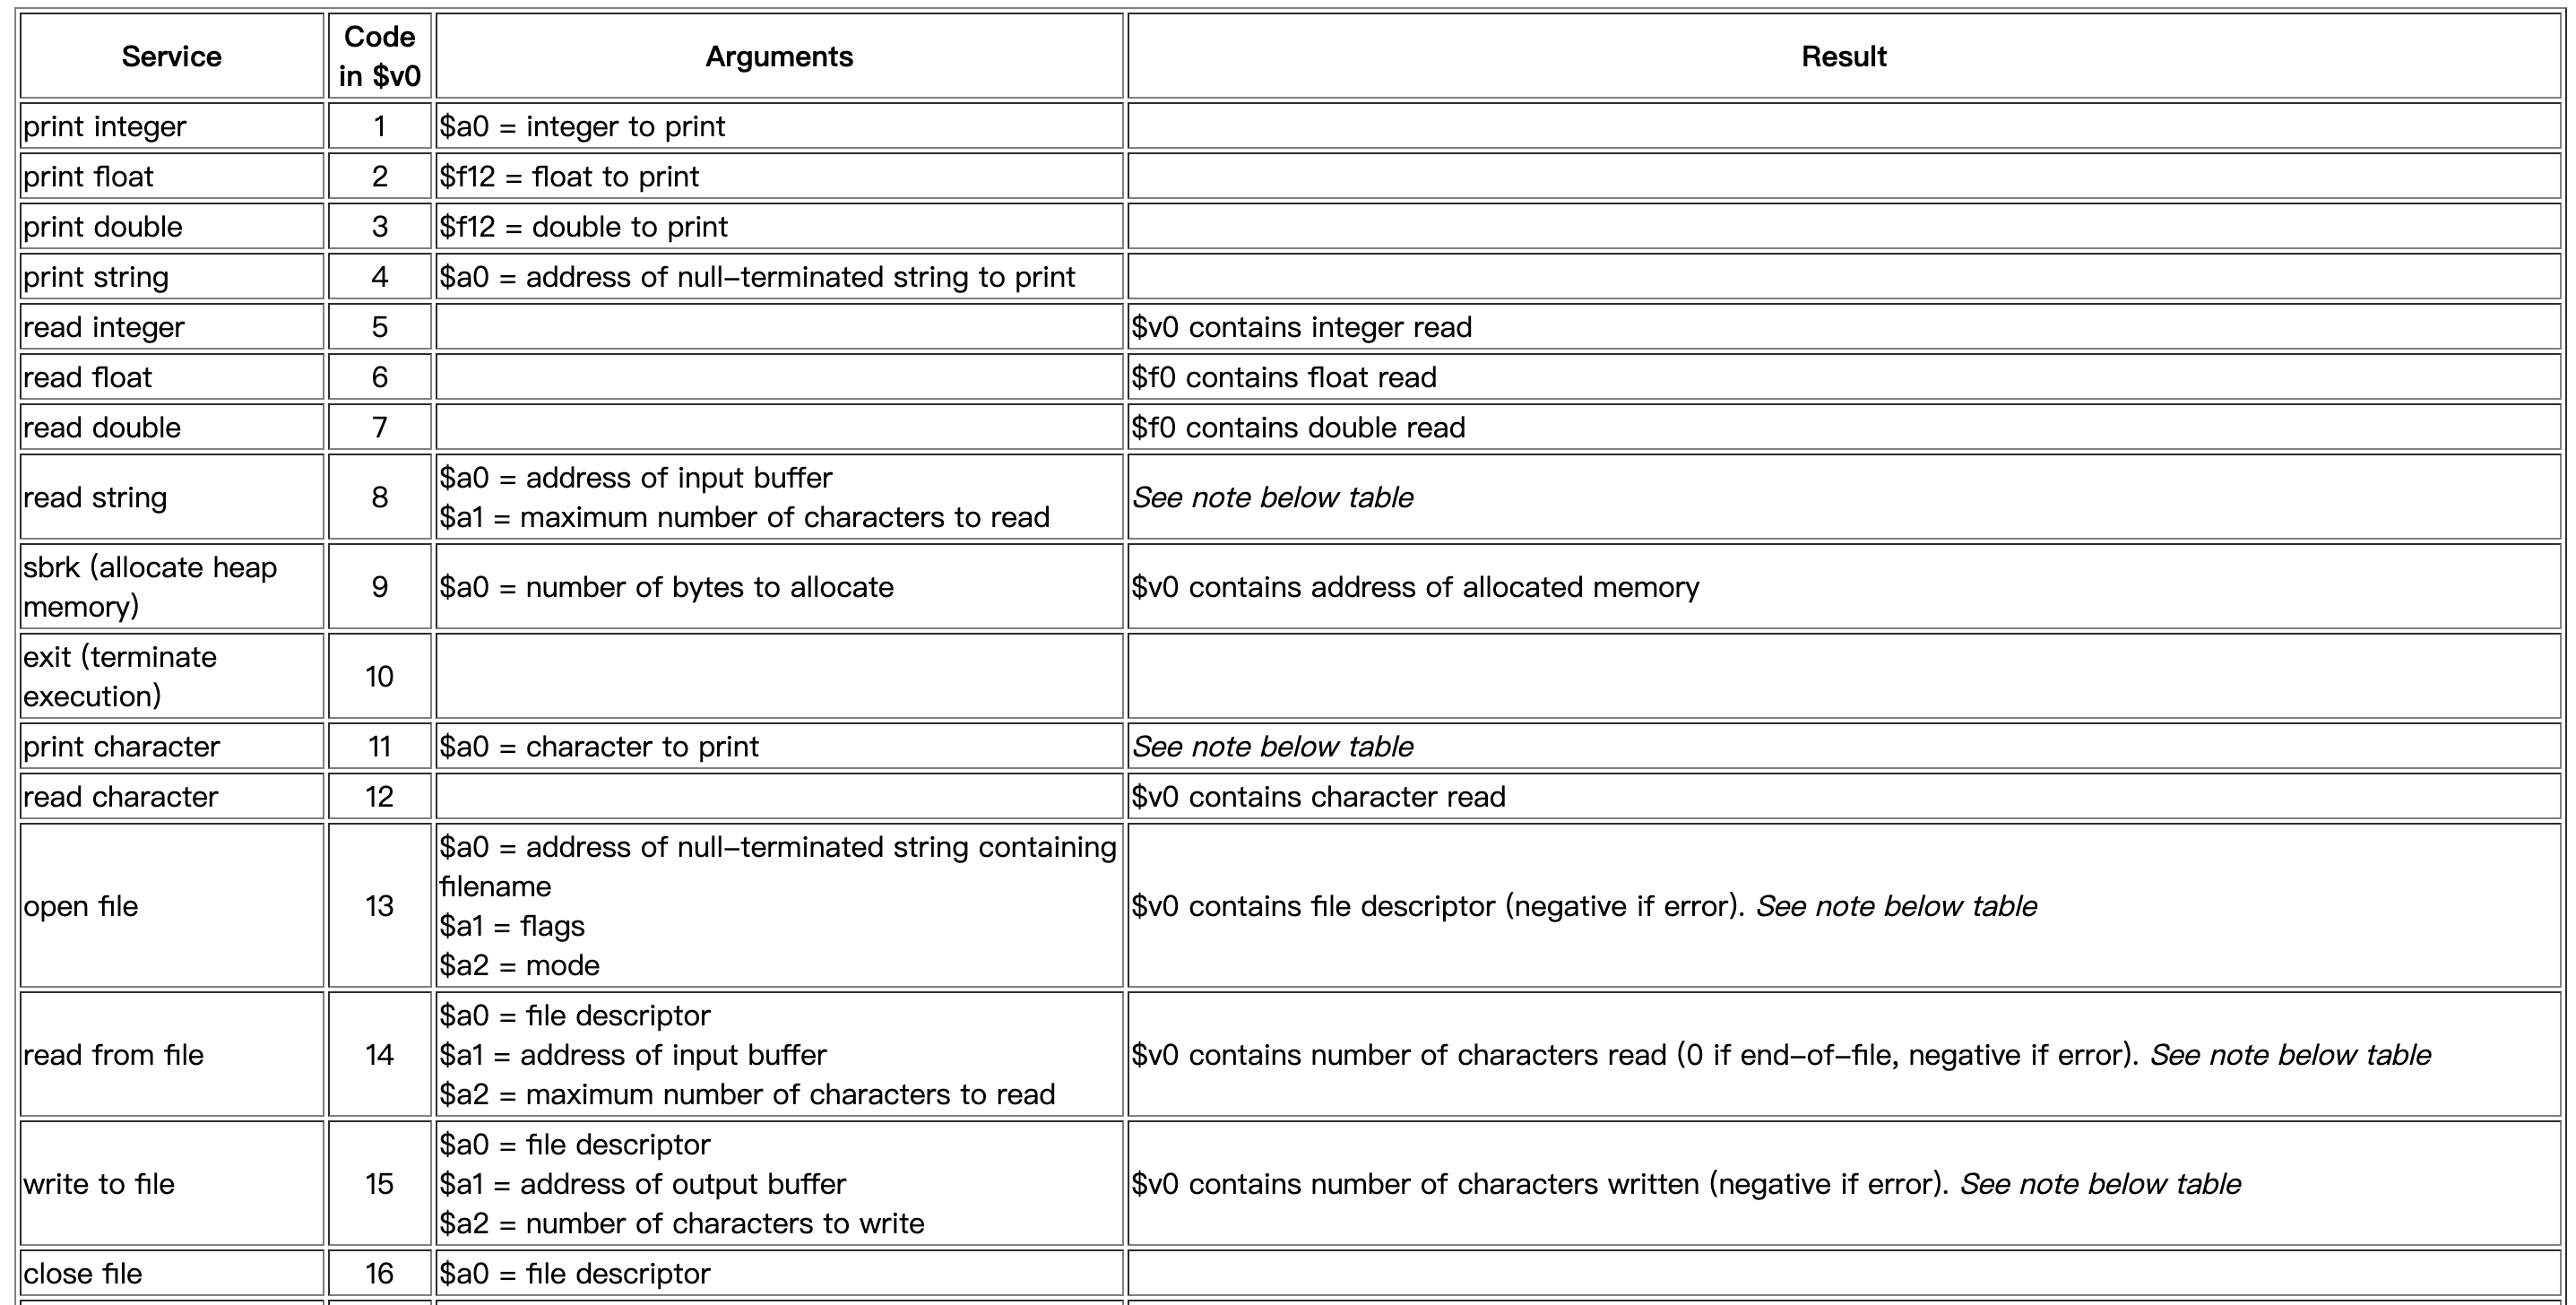 Service
Code
in $v0
Arguments
Result
print integer
1
$a0 = integer to print
print float
2
$f12 = float to print
print double
3
$f12 = double to print
print string
4
$a0 = address of null–terminated string to print
read integer
5
$v0 contains integer read
read float
6
$f0 contains float read
read double
7
$f0 contains double read
read string
8
$a0 = address of input buffer
$a1 = maximum number of characters to read
See note below table
sbrk (allocate heap
memory)
9
$a0 = number of bytes to allocate
$v0 contains address of allocated memory
exit (terminate
execution)
10
print character
11
$a0 = character to print
See note below table
read character
12
$v0 contains character read
open file
13
$a0 = address of null–terminated string containing
filename
$a1 = flags
$a2 = mode
$v0 contains file descriptor (negative if error). See note below table
read from file
14
$a0 = file descriptor
$a1 = address of input buffer
$a2 = maximum number of characters to read
$v0 contains number of characters read (0 if end–of–file, negative if error). See note below table
write to file
15
$a0 = file descriptor
$a1 = address of output buffer
$a2 = number of characters to write
$v0 contains number of characters written (negative if error). See note below table
close file
16
$a0 = file descriptor